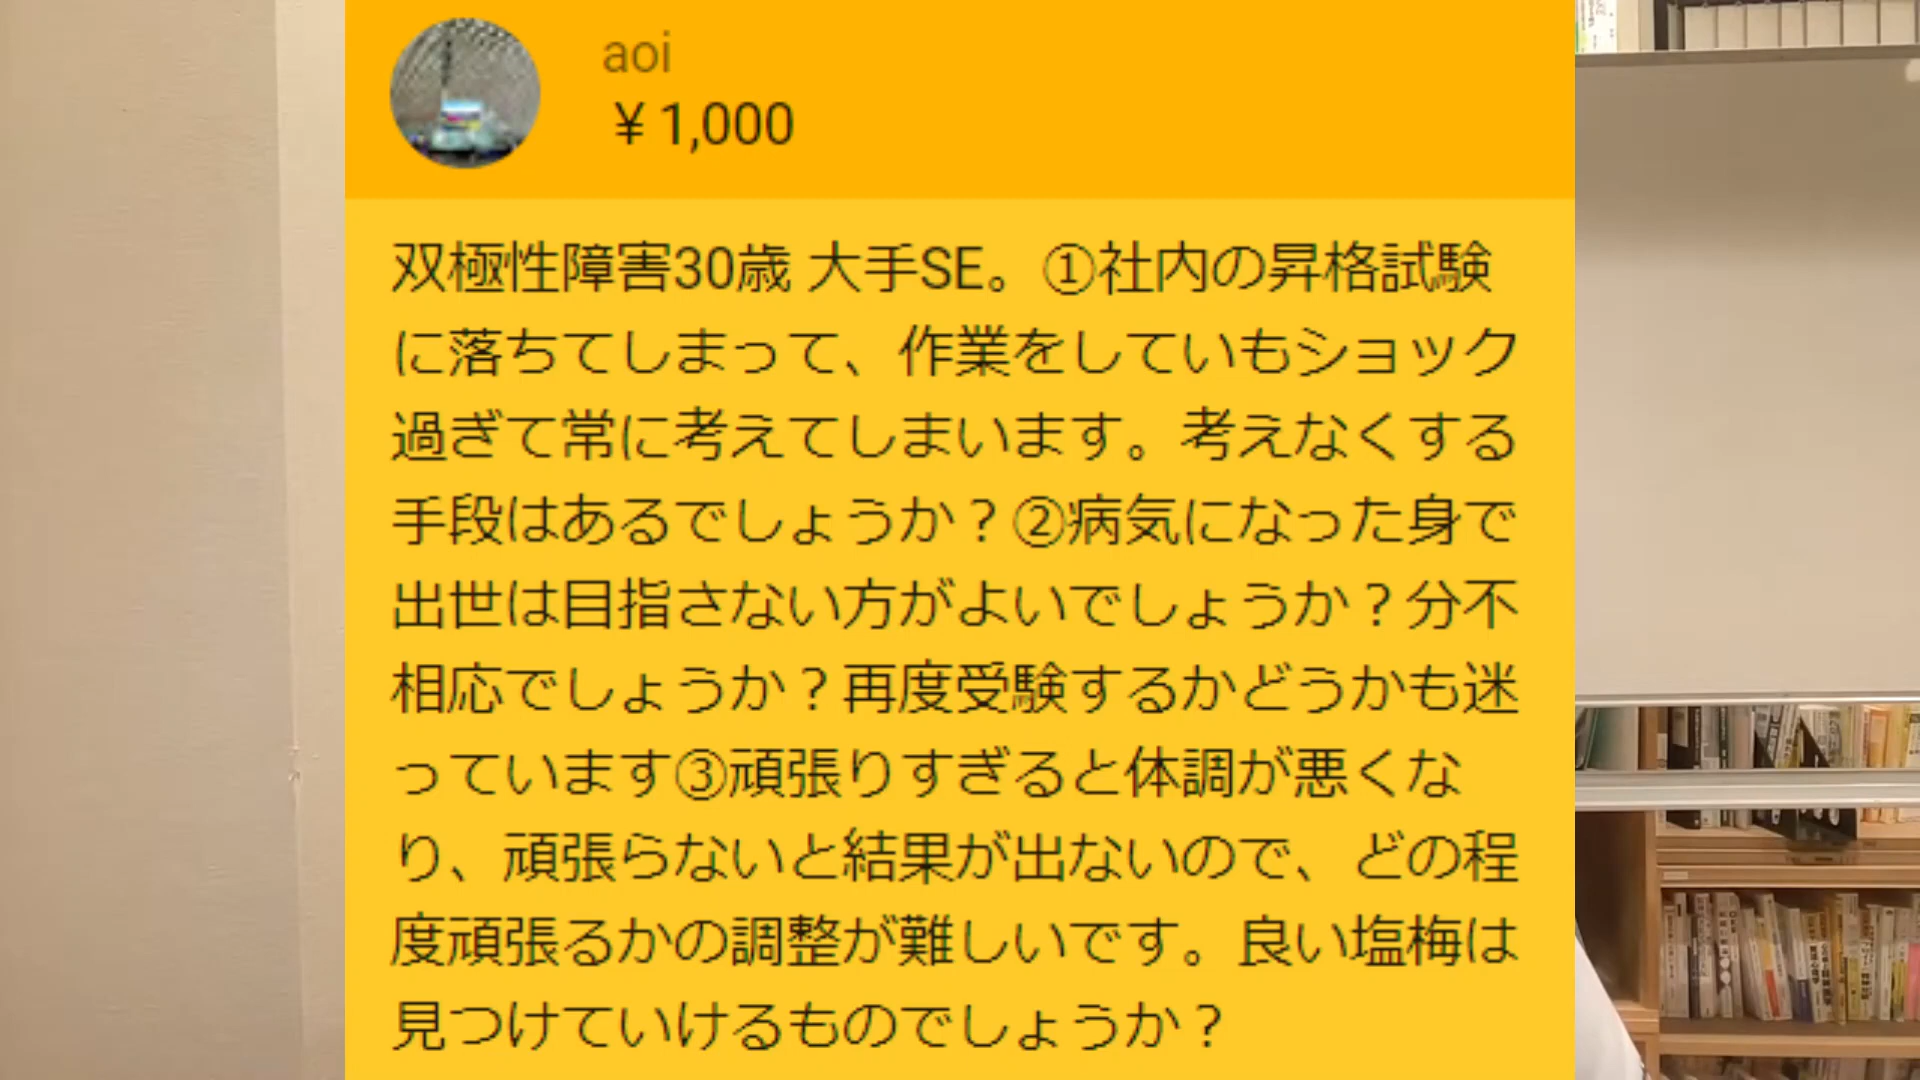 aoi
¥ 1,000
双極性障害30歳 大手SE。①社内の昇格試験
に落ちてしまって、作業をしていもショック
過ぎて常に考えてしまいます。考えなくする
手段はあるでしょうか？②病気になった身で
出世は目指さない方がよいでしょうか？分不
相応でしょうか？再度受験するかどうかも迷
っています③頑張りすぎると体調が悪くな
り、頑張らないと結果が出ないので、どの程
度頑張るかの調整が難しいです。良い塩梅は
見つけていけるものでしょうか？